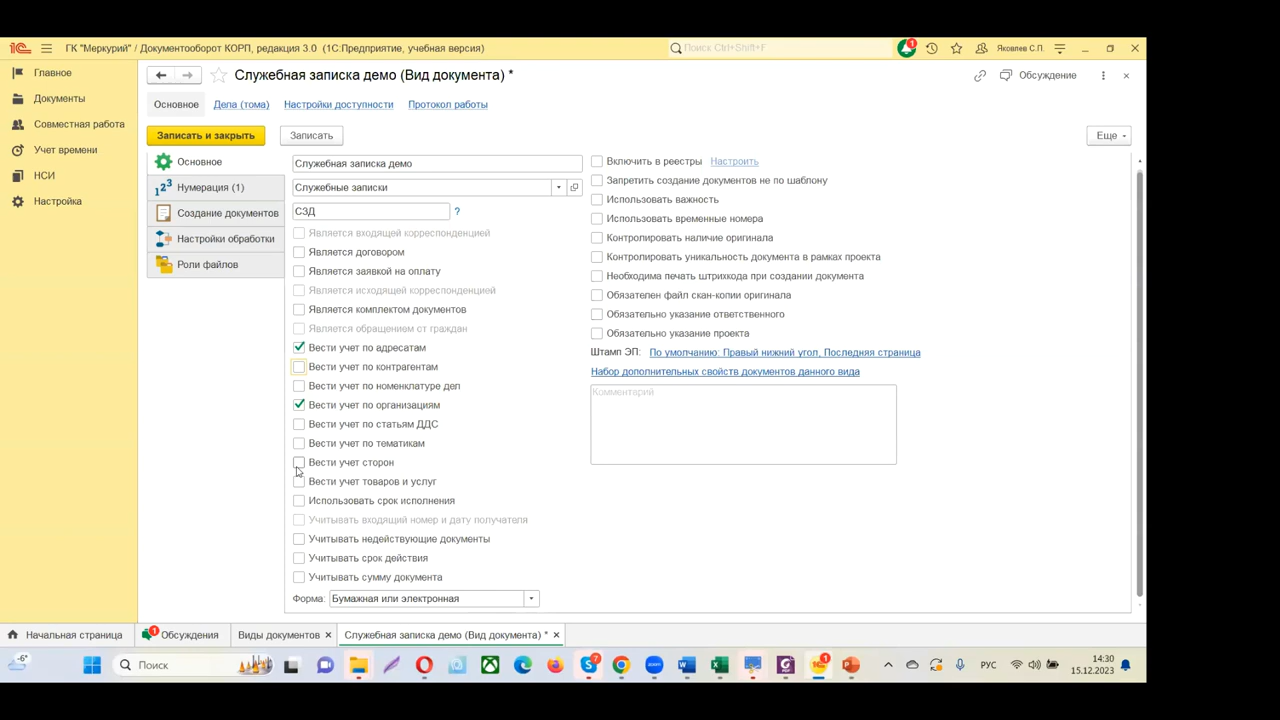 ГК "Меркурий" / Документооборот КОРП, редакция 3.0 (1С:Предприятие, учебная версия)
Поиск Ctrl+Shift+F
1
Яковлев С.П.
Главное
Документы
Совместная работа
Учет времени
НСИ
Настройка
Служебная записка демо (Вид документа) *
Обсуждение
Основное
Дела (тома)
Настройки доступности
Протокол работы
Записать и закрыть
Записать
Еще
Основное
Нумерация (1)
Создание документов
Настройки обработки
Роли файлов
Служебная записка демо
Служебные записки
СЗД
?
Является входящей корреспонденцией
Является договором
Является заявкой на оплату
Является исходящей корреспонденцией
Является комплектом документов
Является обращением от граждан
Вести учет по адресатам
Вести учет по контрагентам
Вести учет по номенклатуре дел
Вести учет по организациям
Вести учет по статьям ДДС
Вести учет по тематикам
Вести учет сторон
Вести учет товаров и услуг
Использовать срок исполнения
Учитывать входящий номер и дату получателя
Учитывать недействующие документы
Учитывать срок действия
Учитывать сумму документа
Форма: Бумажная или электронная
Включить в реестры Настроить
Запретить создание документов не по шаблону
Использовать важность
Использовать временные номера
Контролировать наличие оригинала
Контролировать уникальность документа в рамках проекта
Необходима печать штрихкода при создании документа
Обязателен файл скан-копии оригинала
Обязательно указание ответственного
Обязательно указание проекта
Штамп ЭП: По умолчанию: Правый нижний угол, Последняя страница
Набор дополнительных свойств документов данного вида
Комментарий
Начальная страница
1
Обсуждения
Виды документов
Служебная записка демо (Вид документа) *
-6°
Поиск
7
1
РУС
14:30
15.12.2023